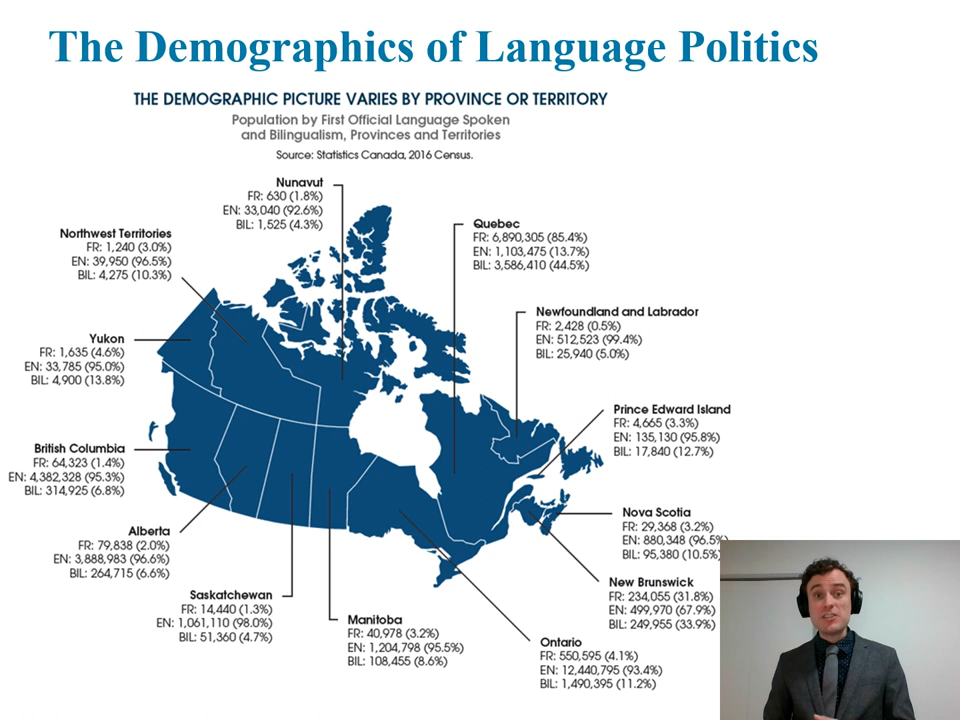 The Demographics of Language Politics
THE DEMOGRAPHIC PICTURE VARIES BY PROVINCE OR TERRITORY
Population by First Official Language Spoken
and Bilingualism, Provinces and Territories
Source: Statistics Canada, 2016 Census.
Nunavut
FR: 630 (1.8%)
EN: 33,040 (92.6%)
BIL: 1,525 (4.3%)
Quebec
FR: 6,890,305 (85.4%)
EN: 1,103,475 (13.7%)
BIL: 3,586,410 (44.5%)
Northwest Territories
FR: 1,240 (3.0%)
EN: 39,950 (96.5%)
BIL: 4,275 (10.3%)
Newfoundland and Labrador
FR: 2,428 (0.5%)
EN: 512,523 (99.4%)
BIL: 25,940 (5.0%)
Yukon
FR: 1,635 (4.6%)
EN: 33,785 (95.0%)
BIL: 4,900 (13.8%)
Prince Edward Island
FR: 4,665 (3.3%)
EN: 135,130 (95.8%)
BIL: 17,840 (12.7%)
British Columbia
FR: 64,323 (1.4%)
EN: 4,382,328 (95.3%)
BIL: 314,925 (6.8%)
Nova Scotia
FR: 29,368 (3.2%)
EN: 880,348 (96.5%)
BIL: 95,380 (10.5%)
Alberta
FR: 79,838 (2.0%)
EN: 3,888,983 (96.6%)
BIL: 264,715 (6.6%)
New Brunswick
FR: 234,055 (31.8%)
EN: 499,970 (67.9%)
BIL: 249,955 (33.9%)
Saskatchewan
FR: 14,440 (1.3%)
EN: 1,061,110 (98.0%)
BIL: 51,360 (4.7%)
Manitoba
FR: 40,978 (3.2%)
EN: 1,204,798 (95.5%)
BIL: 108,455 (8.6%)
Ontario
FR: 550,595 (4.1%)
EN: 12,440,795 (93.4%)
BIL: 1,490,395 (11.2%)